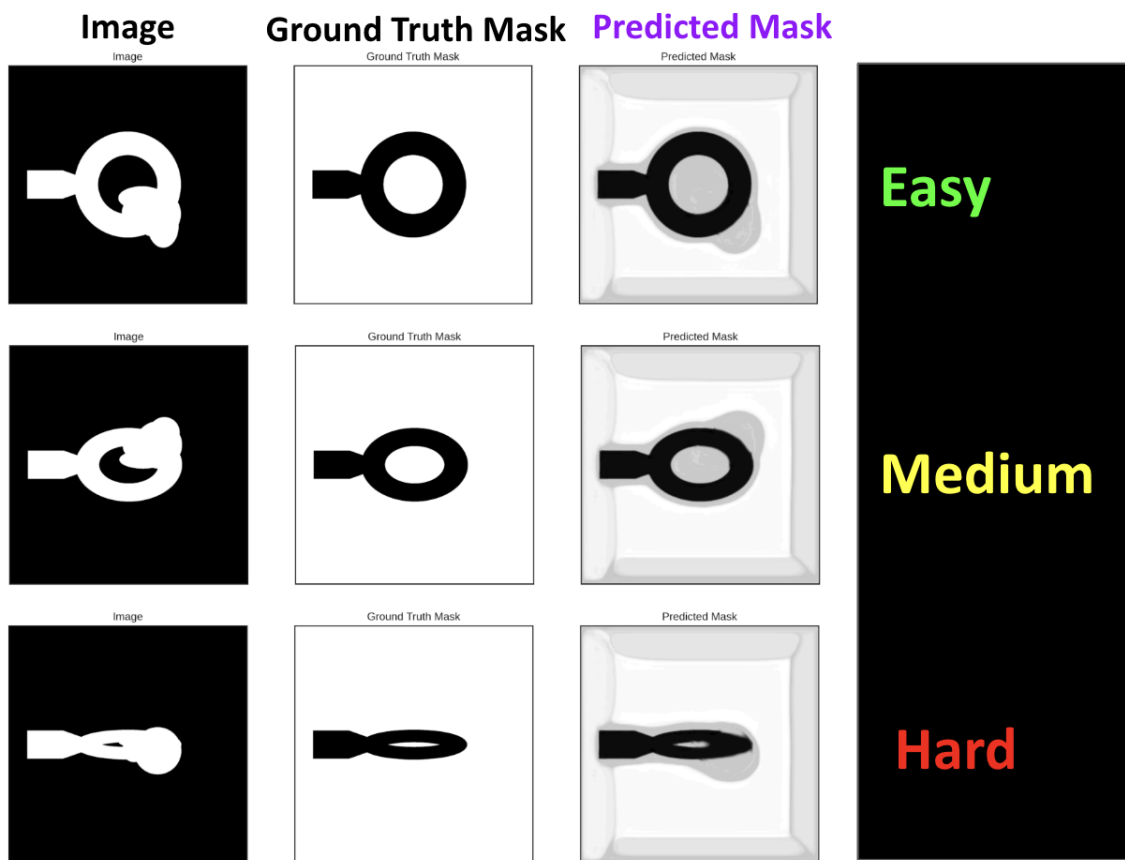 Image
Ground Truth Mask
Predicted Mask
Image
Ground Truth Mask
Predicted Mask
Easy
Image
Ground Truth Mask
Predicted Mask
Medium
Image
Ground Truth Mask
Predicted Mask
Hard